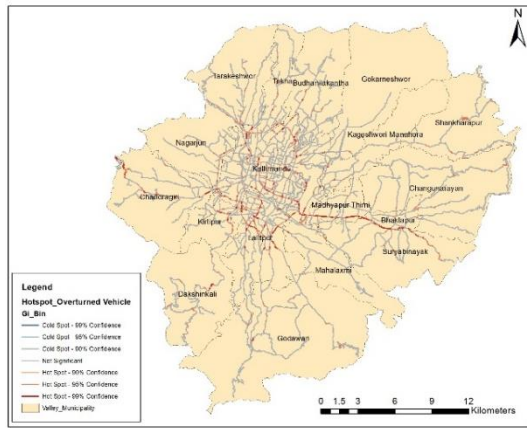 N
Tarakeshwor
Tokha
Budhanilkantha
Gokarneshwor
Shankharapur
Kageshwori Manahora
Nagarjun
Kathmandu
Changunarayan
Chandragiri
Madhyapur Thimi
Bhaktapur
Kirtipur
Lalitpur
Suryabinayak
Mahalaxmi
Dakshinkali
Godawari
Legend
Hotspot_Overturned Vehicle
Gi_Bin
Cold Spot - 99% Confidence
Cold Spot - 95% Confidence
Cold Spot - 90% Confidence
Not Significant
Hot Spot - 90% Confidence
Hot Spot - 95% Confidence
Hot Spot - 99% Confidence
Valley_Municipality
0 1.5 3 6 9 12
Kilometers